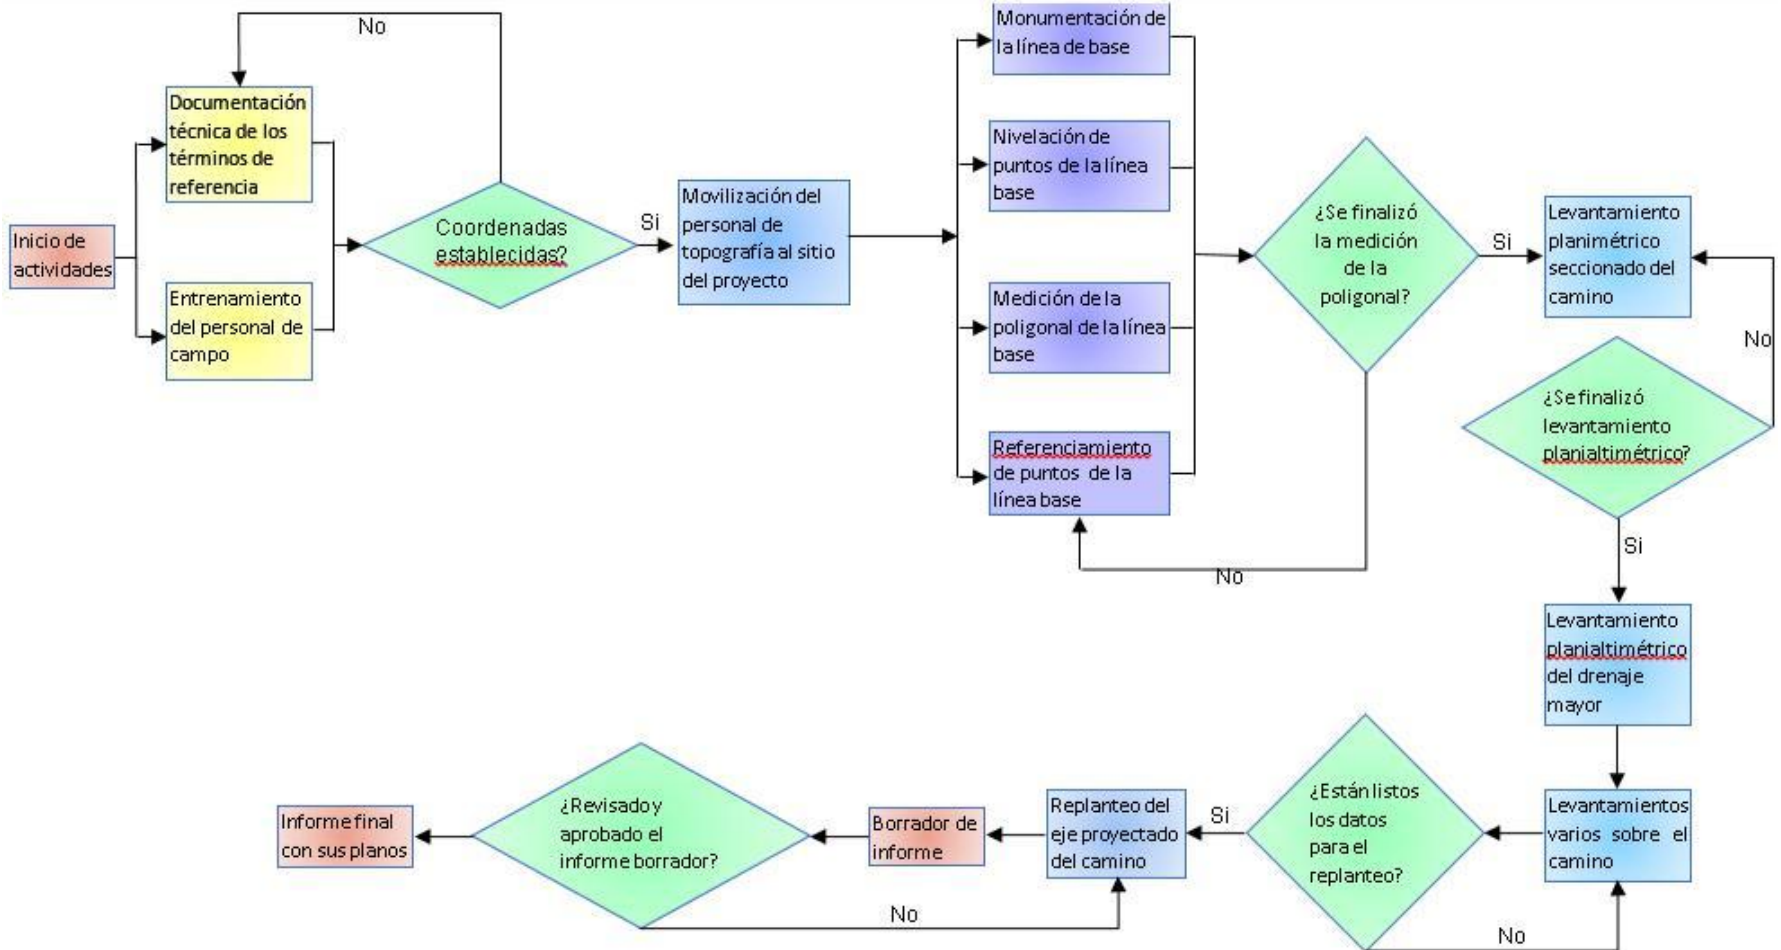 No
Documentación
técnica de los
términos de
referencia
Inicio de
actividades
Entrenamiento
del personal de
campo
Coordenadas
establecidas?
Si
Movilización del
personal de
topografía al sitio
del proyecto
Monumentación de
la línea de base
Nivelación de
puntos de la línea
base
Medición de la
poligonal de la línea
base
Referenciamiento
de puntos de la
línea base
No
¿Se finalizó
la medición
de la
poligonal?
Si
Levantamiento
planimétrico
seccionado del
camino
No
¿Se finalizó
levantamiento
planialtimétrico?
Si
Levantamiento
planialtimétrico
del drenaje
mayor
Levantamientos
varios sobre el
camino
No
¿Están listos
los datos
para el
replanteo?
Si
Replanteo del
eje proyectado
del camino
Borrador de
informe
¿Revisado y
aprobado el
informe borrador?
No
Informe final
con sus planos